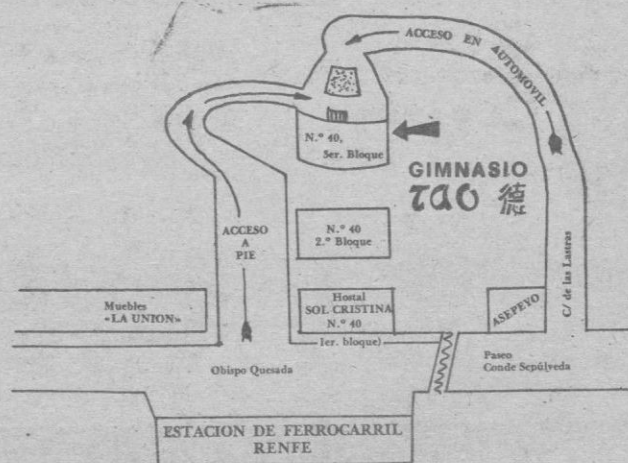 ACCESO EN AUTOMOVIL
N.º 40,
3er. Bloque
GIMNASIO
TAO 德
ACCESO
A
PIE
N.º 40
2.º Bloque
C/ de las Lastras
Muebles
«LA UNION»
Hostal
SOL CRISTINA
N.º 40
1er. bloque)
ASEPEYO
Obispo Quesada
Paseo
Conde Sepúlveda
ESTACION DE FERROCARRIL
RENFE